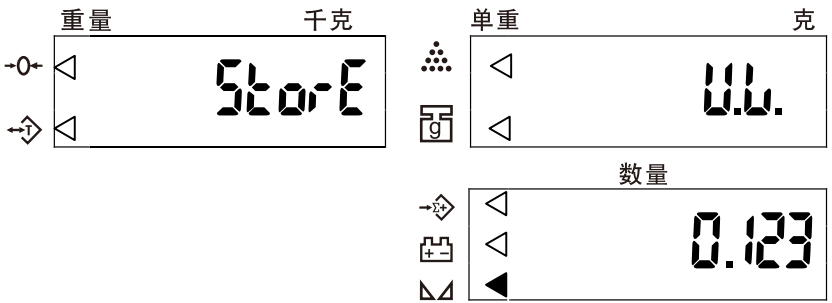 重量 千克
StorE
T
单重 克
U.L.
g
数量
0.123
Σ+
+ −